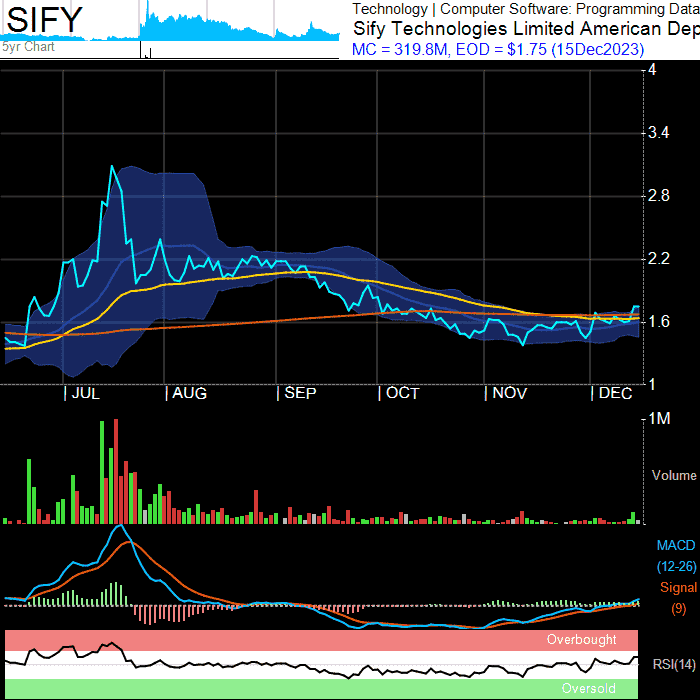 SIFY
5yr Chart
Technology | Computer Software: Programming Data
Sify Technologies Limited American Dep
MC = 319.8M, EOD = $1.75 (15Dec2023)
4
3.4
2.8
2.2
1.6
1
JUL AUG SEP OCT NOV DEC
1M
Volume
MACD
(12-26)
Signal
(9)
Overbought
RSI(14)
Oversold